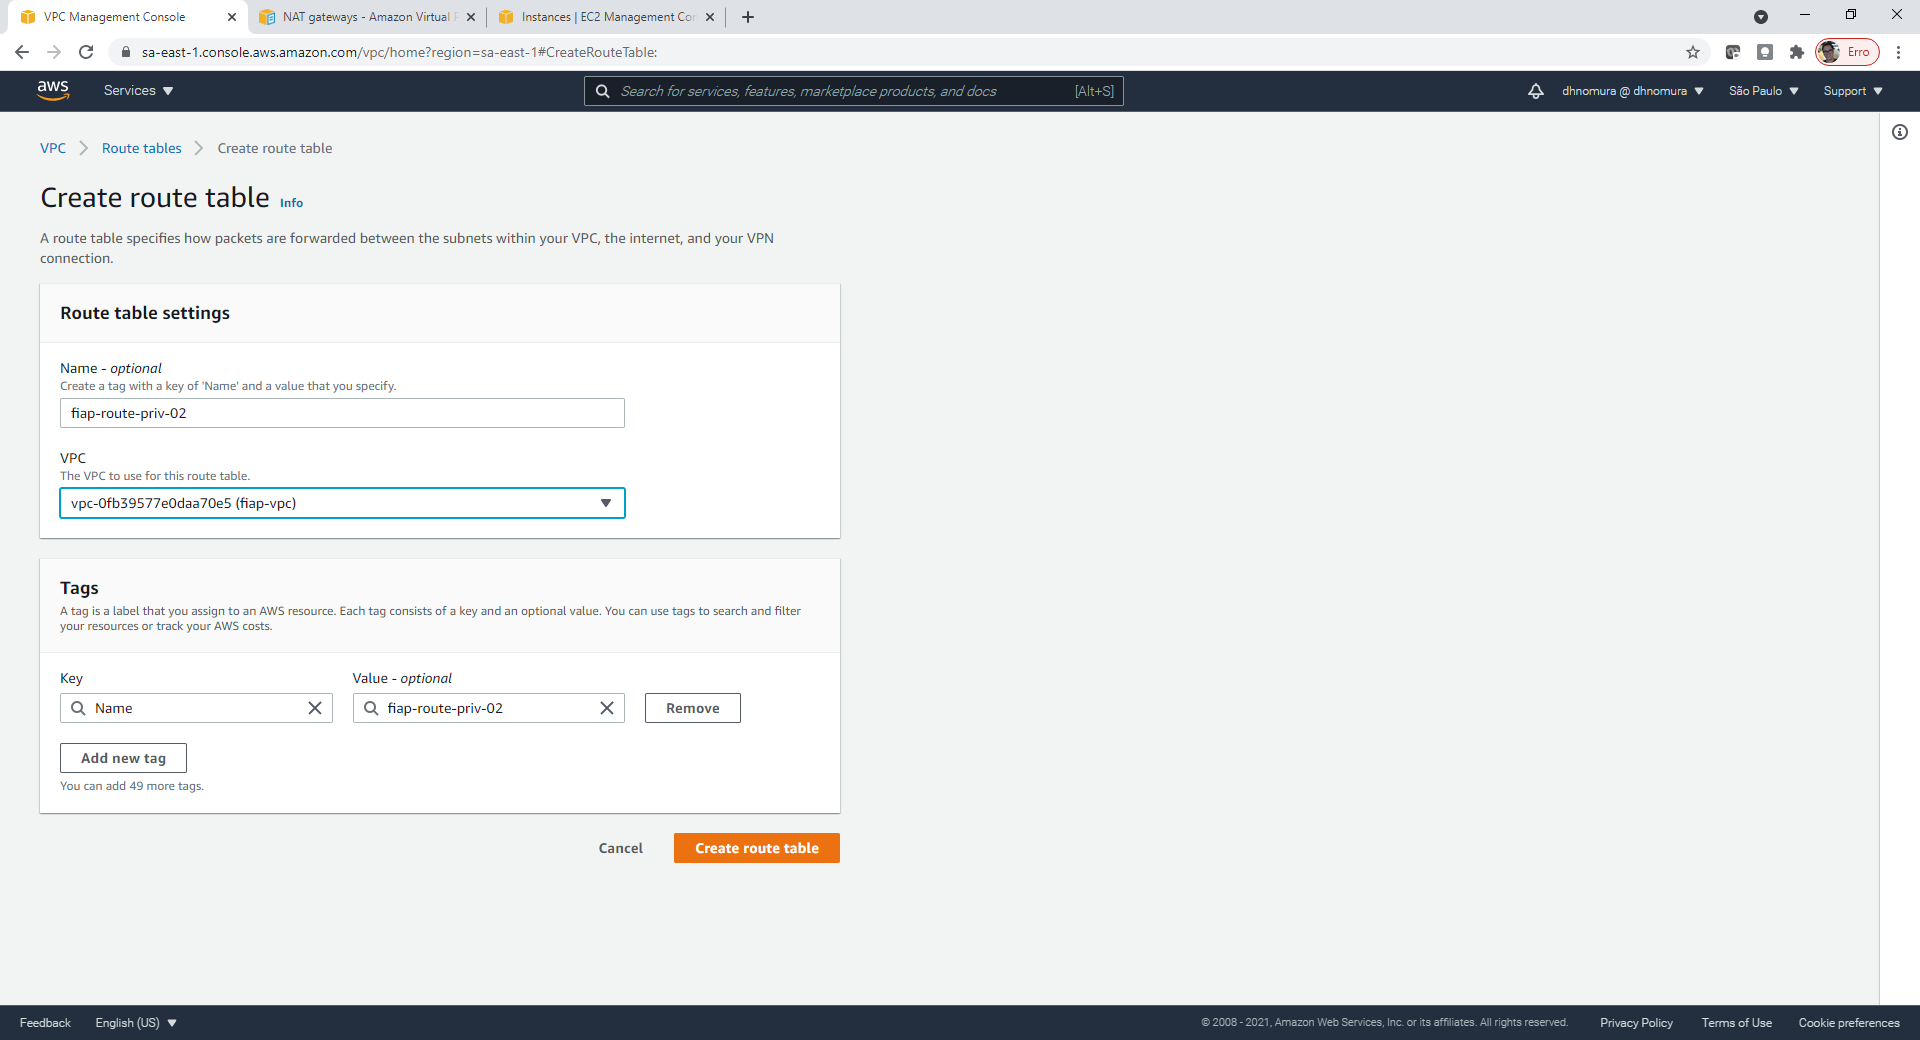 VPC Management Console
NAT gateways - Amazon Virtual
Instances | EC2 Management Co
sa-east-1.console.aws.amazon.com/vpc/home?region=sa-east-1#CreateRouteTable:
Erro
aws
Services
Search for services, features, marketplace products, and docs
[Alt+S]
dhnomura @ dhnomura
São Paulo
Support
VPC
Route tables
Create route table
Create route table Info
A route table specifies how packets are forwarded between the subnets within your VPC, the internet, and your VPN
connection.
Route table settings
Name - optional
Create a tag with a key of 'Name' and a value that you specify.
fiap-route-priv-02
VPC
The VPC to use for this route table.
vpc-0fb39577e0daa70e5 (fiap-vpc)
Tags
A tag is a label that you assign to an AWS resource. Each tag consists of a key and an optional value. You can use tags to search and filter
your resources or track your AWS costs.
Key
Value - optional
Name
fiap-route-priv-02
Remove
Add new tag
You can add 49 more tags.
Cancel
Create route table
Feedback
English (US)
© 2008 - 2021, Amazon Web Services, Inc. or its affiliates. All rights reserved.
Privacy Policy
Terms of Use
Cookie preferences